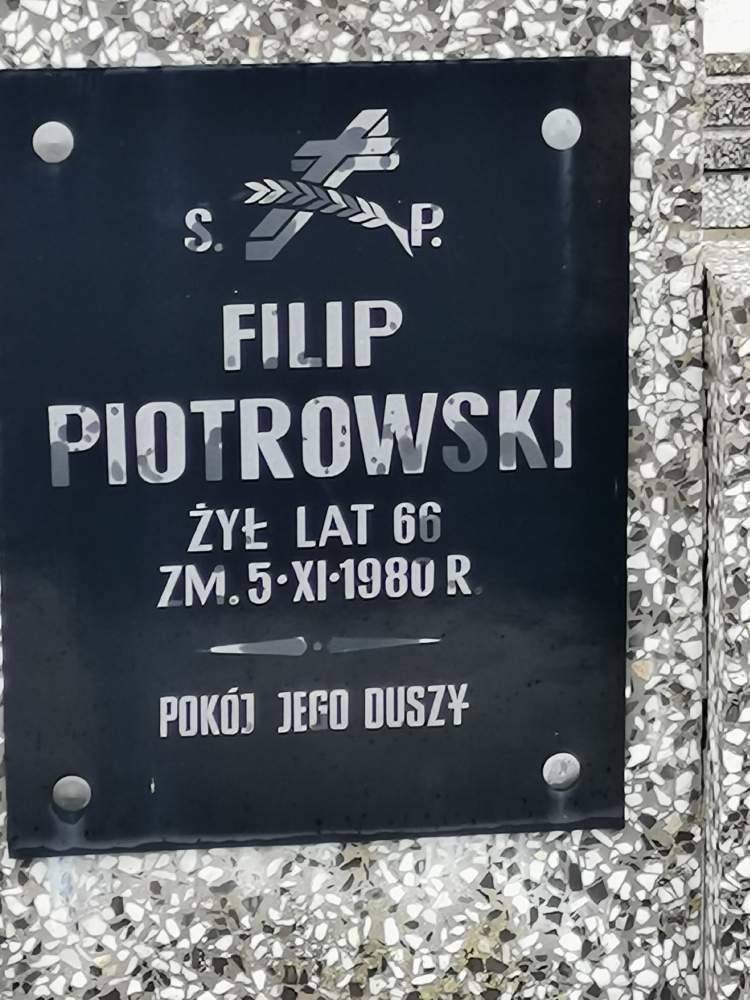 S. P.
FILIP
PIOTROWSKI
ŻYŁ LAT 66
ZM. 5·XI·1980 R.
POKÓJ JEGO DUSZY